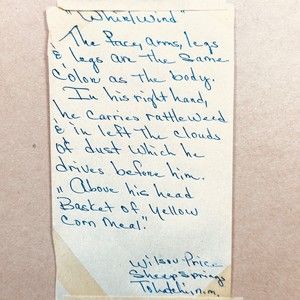 "Whirlwind"
The face, arms, legs
& legs are the same
Color as the body.
In his right hand,
he carries rattleweed
& in left the clouds
of dust which he
drives before him.
"Above his head
Basket of yellow
corn meal."
Wilson Price
Sheep Springs
Tohatchi, n.m.